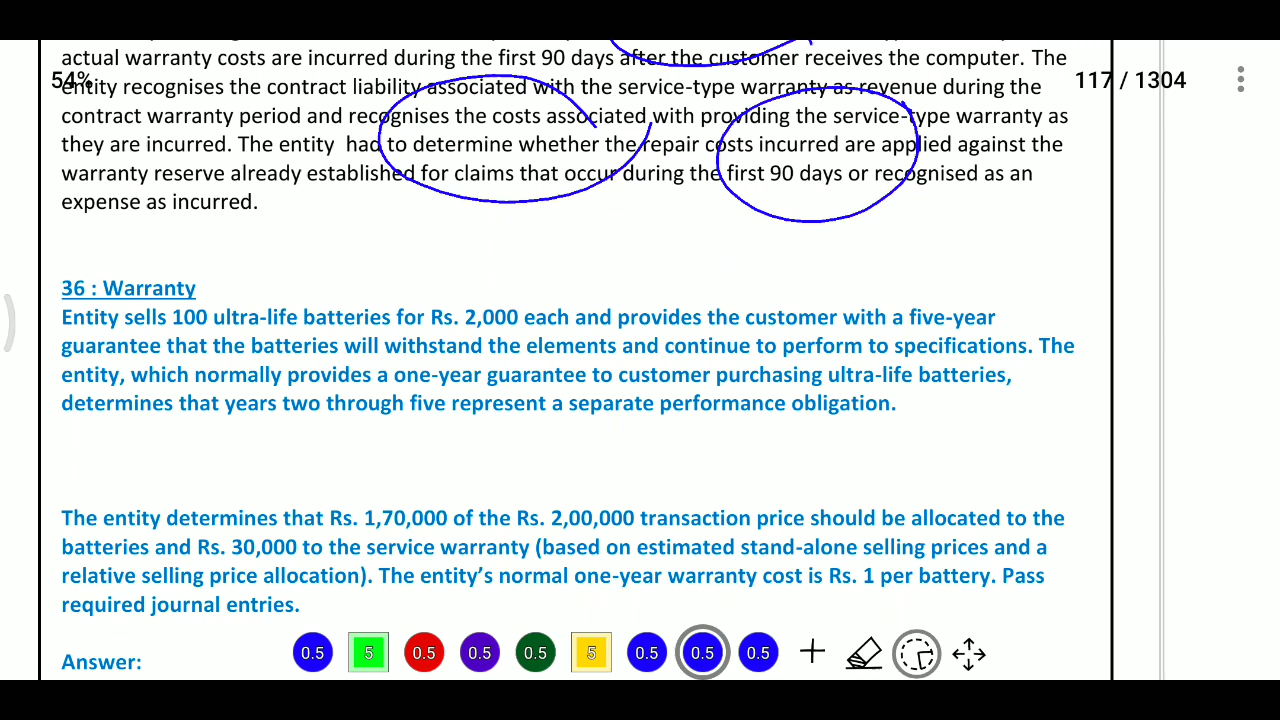 actual warranty costs are incurred during the first 90 days after the customer receives the computer. The
54%
117 / 1304
entity recognises the contract liability associated with the service-type warranty as revenue during the
contract warranty period and recognises the costs associated with providing the service-type warranty as
they are incurred. The entity had to determine whether the repair costs incurred are applied against the
warranty reserve already established for claims that occur during the first 90 days or recognised as an
expense as incurred.
36 : Warranty
Entity sells 100 ultra-life batteries for Rs. 2,000 each and provides the customer with a five-year
guarantee that the batteries will withstand the elements and continue to perform to specifications. The
entity, which normally provides a one-year guarantee to customer purchasing ultra-life batteries,
determines that years two through five represent a separate performance obligation.
The entity determines that Rs. 1,70,000 of the Rs. 2,00,000 transaction price should be allocated to the
batteries and Rs. 30,000 to the service warranty (based on estimated stand-alone selling prices and a
relative selling price allocation). The entity’s normal one-year warranty cost is Rs. 1 per battery. Pass
required journal entries.
0.5 5 0.5 0.5 0.5 5 0.5 0.5 0.5
Answer: